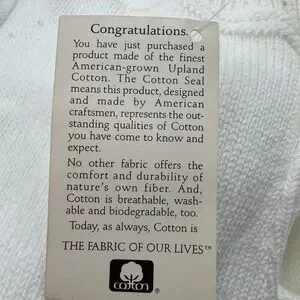 Congratulations.
You have just purchased a
product made of the finest
American-grown Upland
Cotton. The Cotton Seal
means this product, designed
and made by American
craftsmen, represents the out-
standing qualities of Cotton
you have come to know and
expect.
No other fabric offers the
comfort and durability of
nature's own fiber. And,
Cotton is breathable, wash-
able and biodegradable, too.
Today, as always, Cotton is
THE FABRIC OF OUR LIVES™
cotton ®